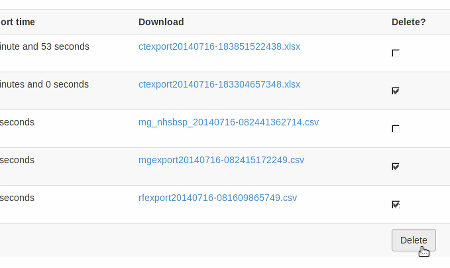 ort time Download Delete?
inute and 53 seconds ctexport20140716-183851522438.xlsx
inutes and 0 seconds ctexport20140716-183304657348.xlsx
seconds mg_nhsbsp_20140716-082441362714.csv
seconds mgexport20140716-082415172249.csv
seconds rfexport20140716-081609865749.csv
Delete